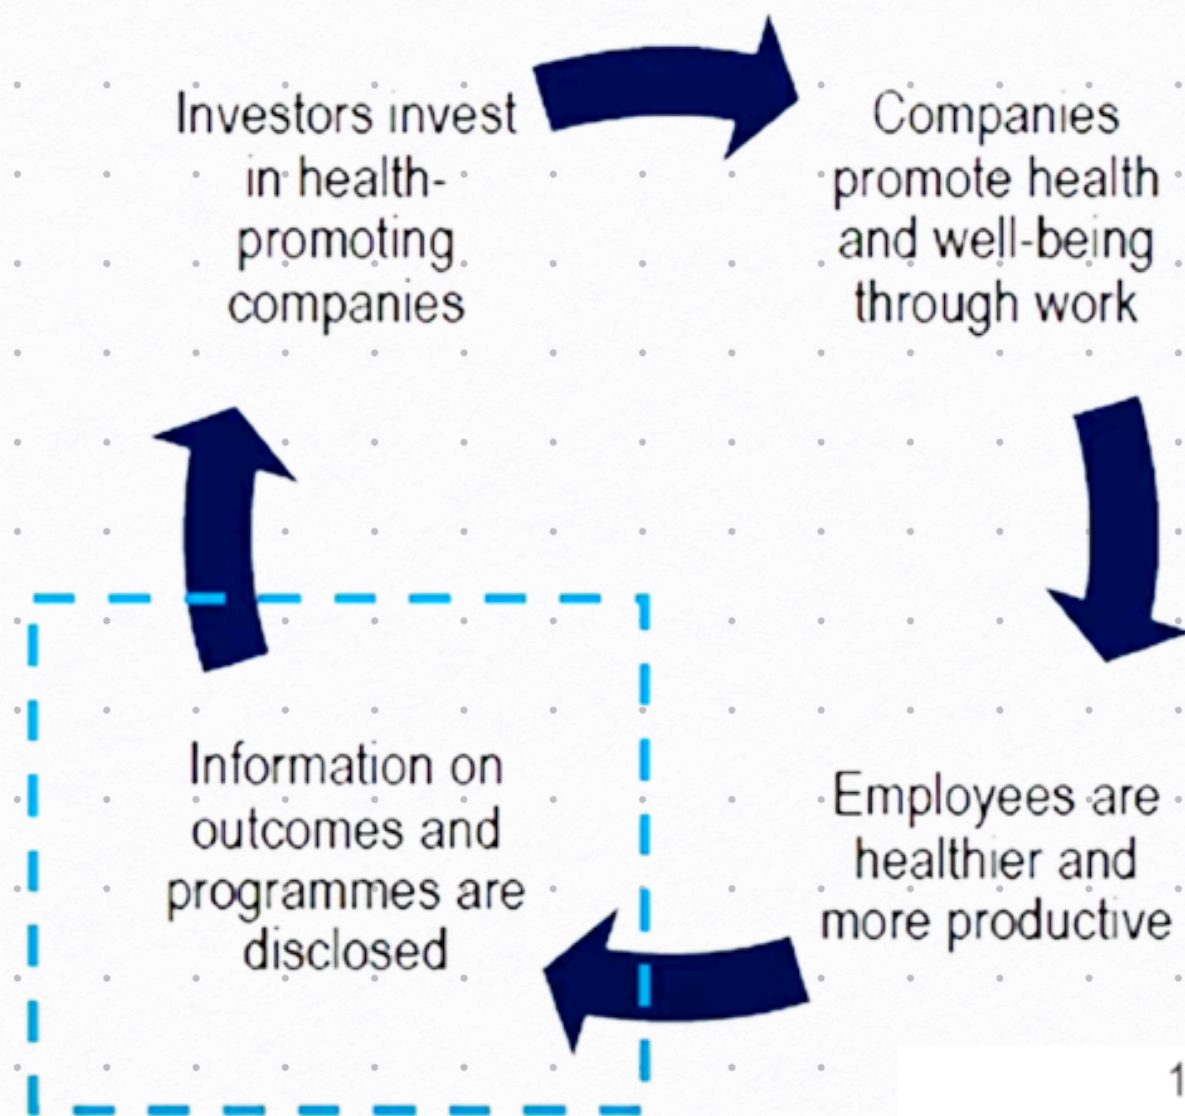 Investors invest
in health-
promoting
companies
Companies
promote health
and well-being
through work
Employees are
healthier and
more productive
Information on
outcomes and
programmes are
disclosed
1